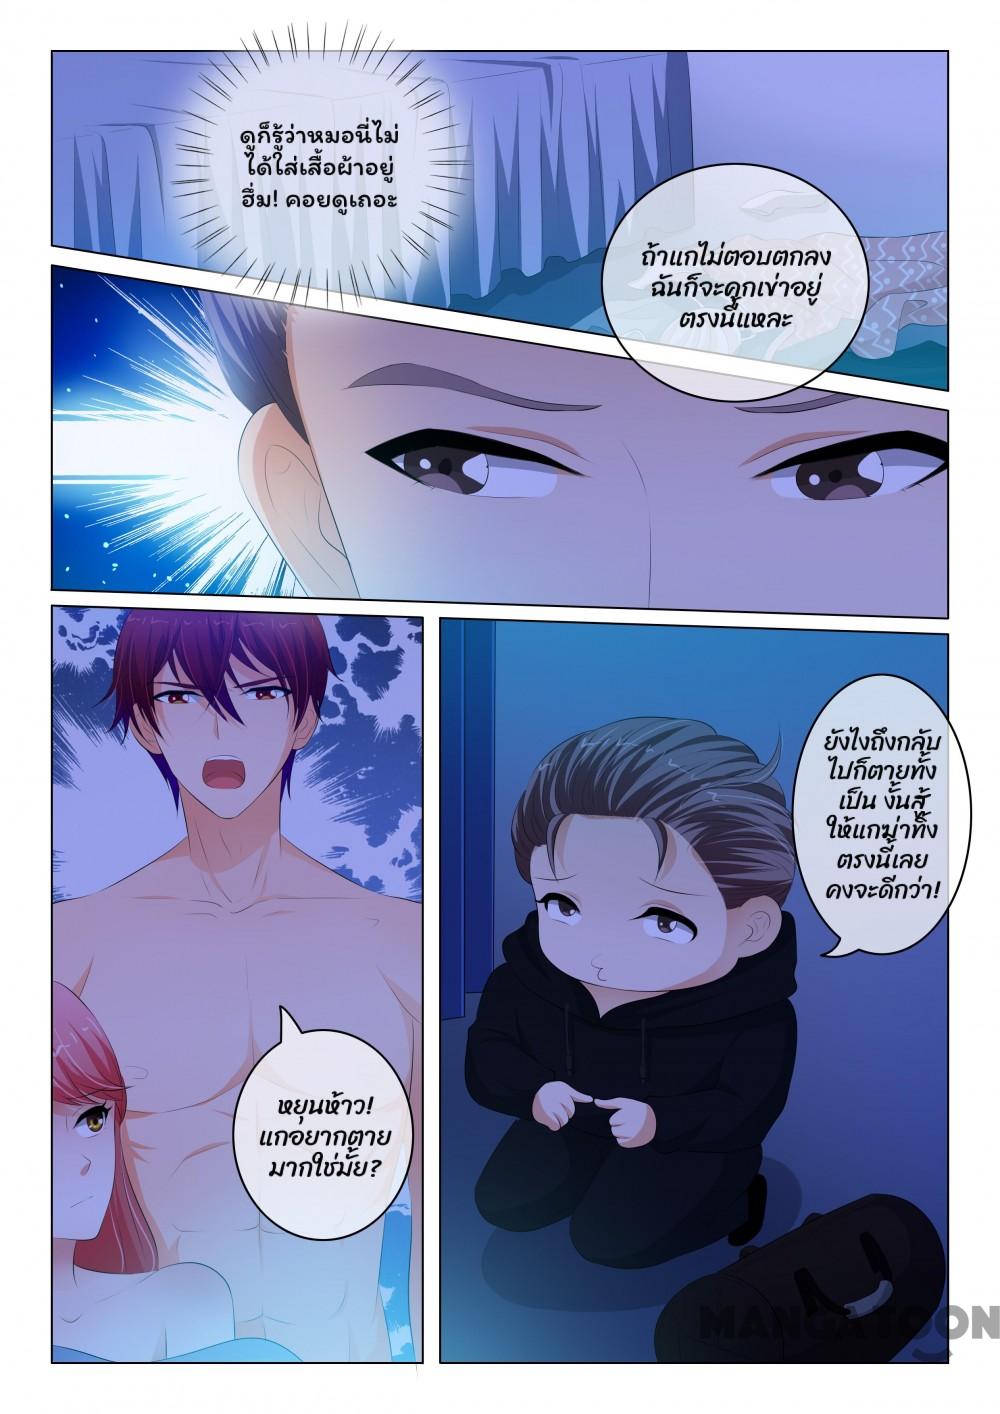 ดูก็รู้ว่าหมอนี่ไม่
ได้ใส่เสื้อผ้าอยู่
ฮึ่ม! คอยดูเถอะ
ถ้าแกไม่ตอบตกลง
ฉันก็จะคุกเข่าอยู่
ตรงนี้แหละ
ยังไงถึงกลับ
ไปก็ตายทั้ง
เป็น งั้นสู้
ให้แกฆ่าทิ้ง
ตรงนี้เลย
คงจะดีกว่า!
หยุนห้าว!
แกอยากตาย
มากใช่มั้ย?
MANGATOON